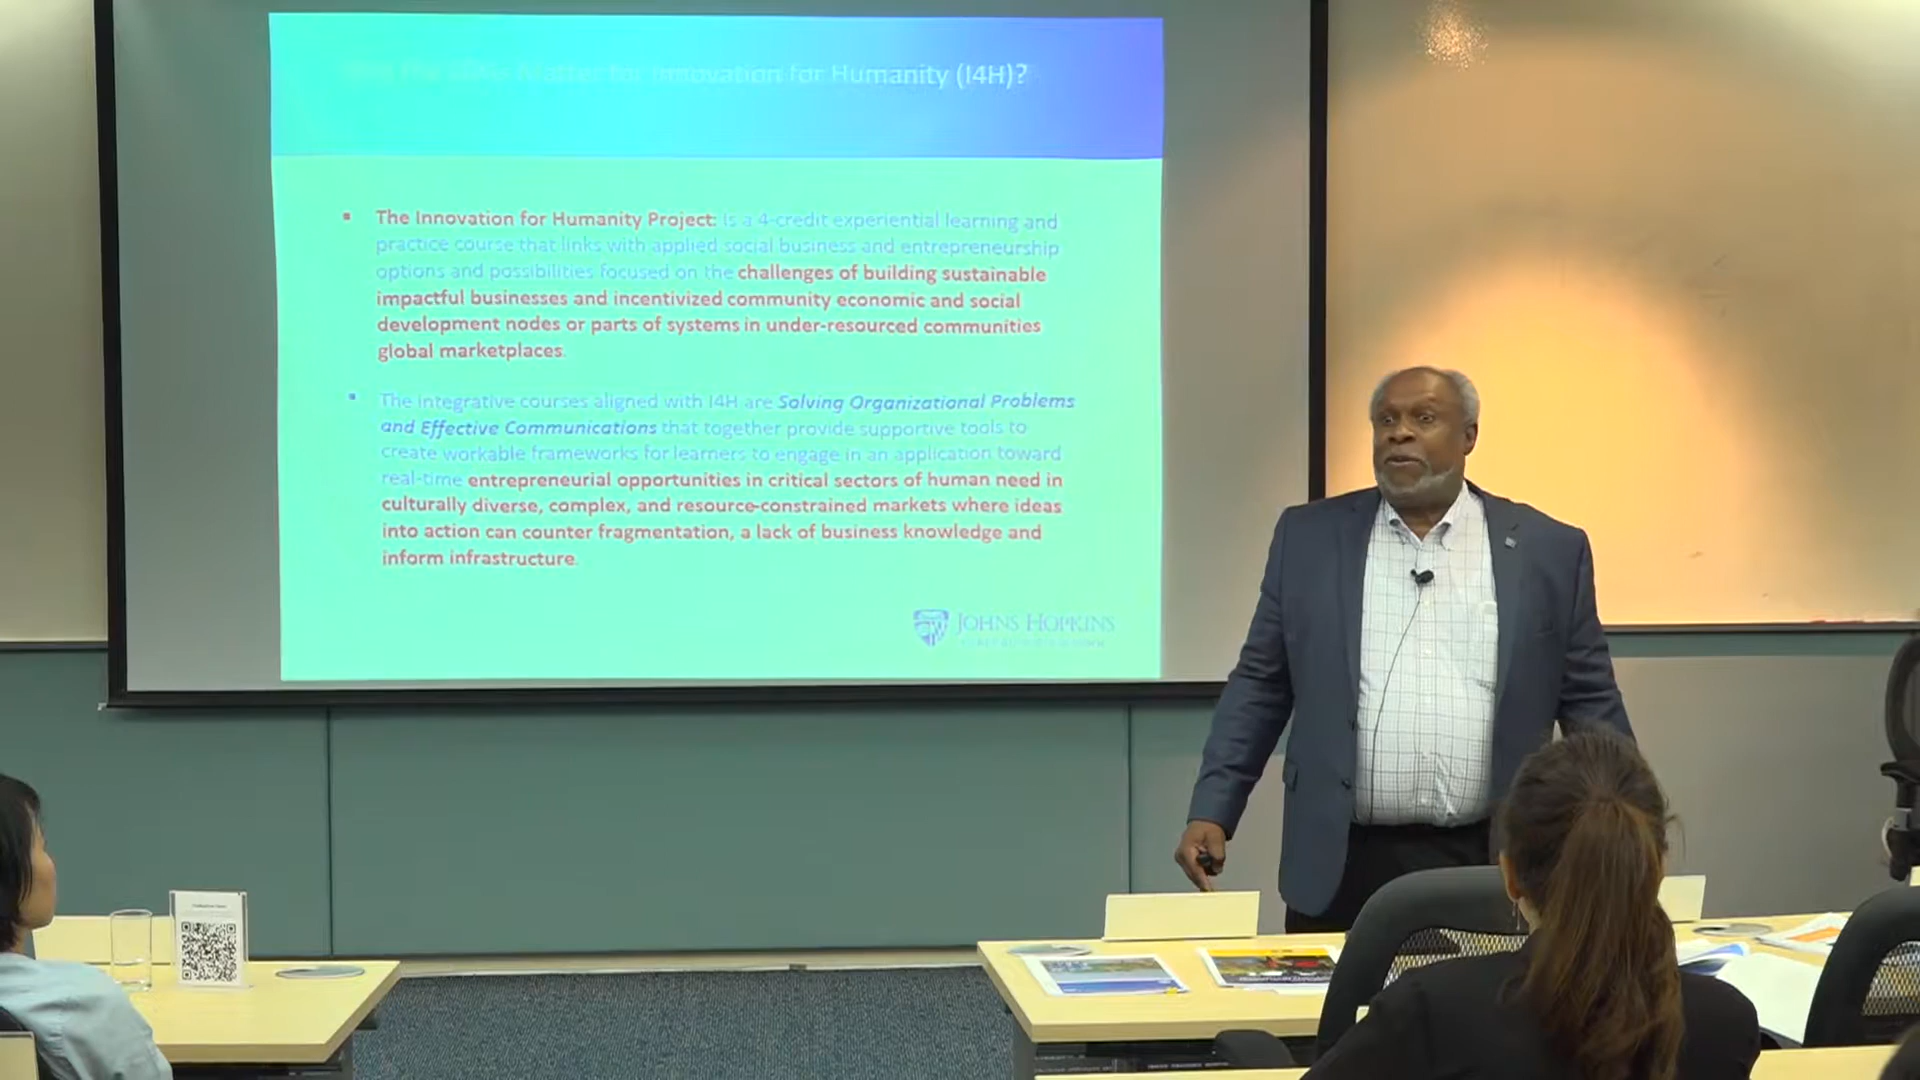 Matter for Innovation for Humanity (I4H)?
▪ The Innovation for Humanity Project: Is a 4-credit experiential learning and
practice course that links with applied social business and entrepreneurship
options and possibilities focused on the challenges of building sustainable
impactful businesses and incentivized community economic and social
development nodes or parts of systems in under-resourced communities
global marketplaces.
▪ The integrative courses aligned with I4H are Solving Organizational Problems
and Effective Communications that together provide supportive tools to
create workable frameworks for learners to engage in an application toward
real-time entrepreneurial opportunities in critical sectors of human need in
culturally diverse, complex, and resource-constrained markets where ideas
into action can counter fragmentation, a lack of business knowledge and
inform infrastructure.
JOHNS HOPKINS